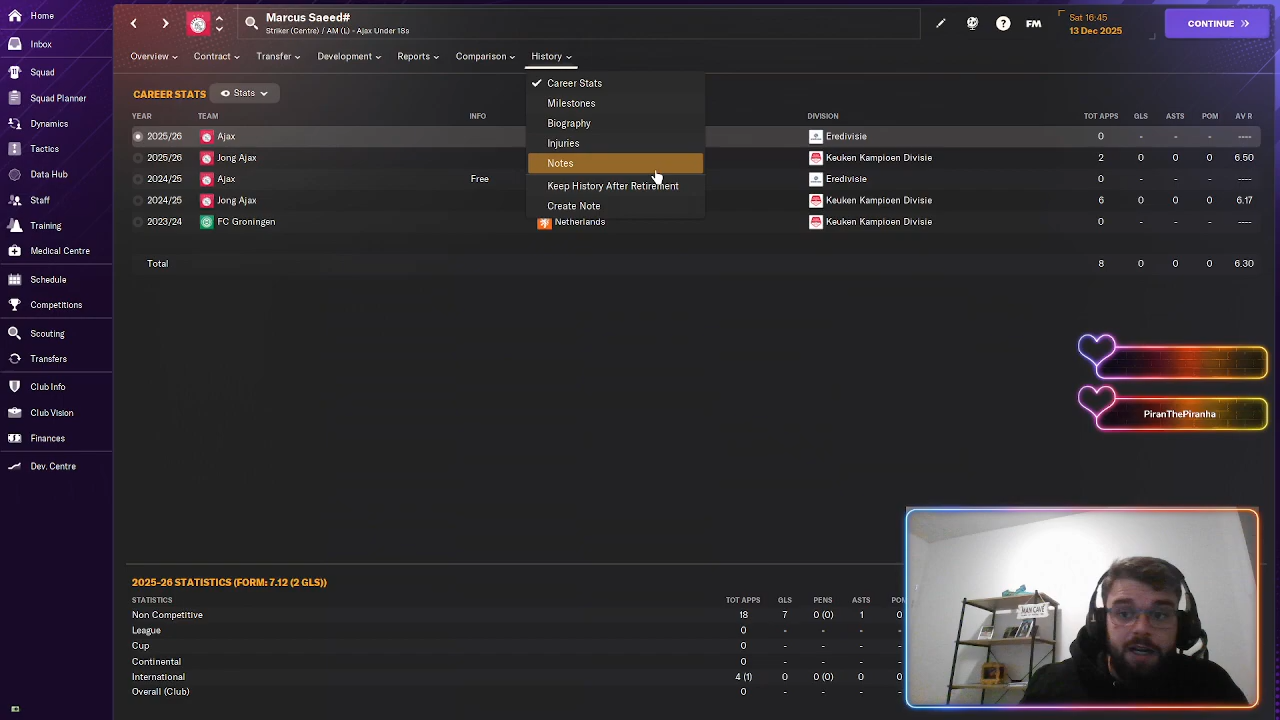 Home
Inbox
Squad
Squad Planner
Dynamics
Tactics
Data Hub
Staff
Training
Medical Centre
Schedule
Competitions
Scouting
Transfers
Club Info
Club Vision
Finances
Dev. Centre
Marcus Saeed#
Striker (Centre) / AM (L) - Ajax Under 18s
FM
Sat 16:45
13 Dec 2025
CONTINUE
Overview Contract Transfer Development Reports Comparison History
CAREER STATS Stats
Career Stats
Milestones
Biography
Injuries
Notes
Keep History After Retirement
Create Note
YEAR TEAM INFO DIVISION TOT APPS GLS ASTS POM AV R
2025/26 Ajax Eredivisie 0 - - - ----
2025/26 Jong Ajax Keuken Kampioen Divisie 2 0 0 0 6.50
2024/25 Ajax Free Eredivisie 0 - - - ----
2024/25 Jong Ajax Keuken Kampioen Divisie 6 0 0 0 6.17
2023/24 FC Groningen Netherlands Keuken Kampioen Divisie 0 - - - ----
Total 8 0 0 0 6.30
PiranThePiranha
MAN CAVE
2025-26 STATISTICS (FORM: 7.12 (2 GLS))
STATISTICS TOT APPS GLS PENS ASTS POM
Non Competitive 18 7 0 (0) 1 0
League 0 - - - -
Cup 0 - - - -
Continental 0 - - - -
International 4 (1) 0 0 (0) 0 0
Overall (Club) 0 - - - -